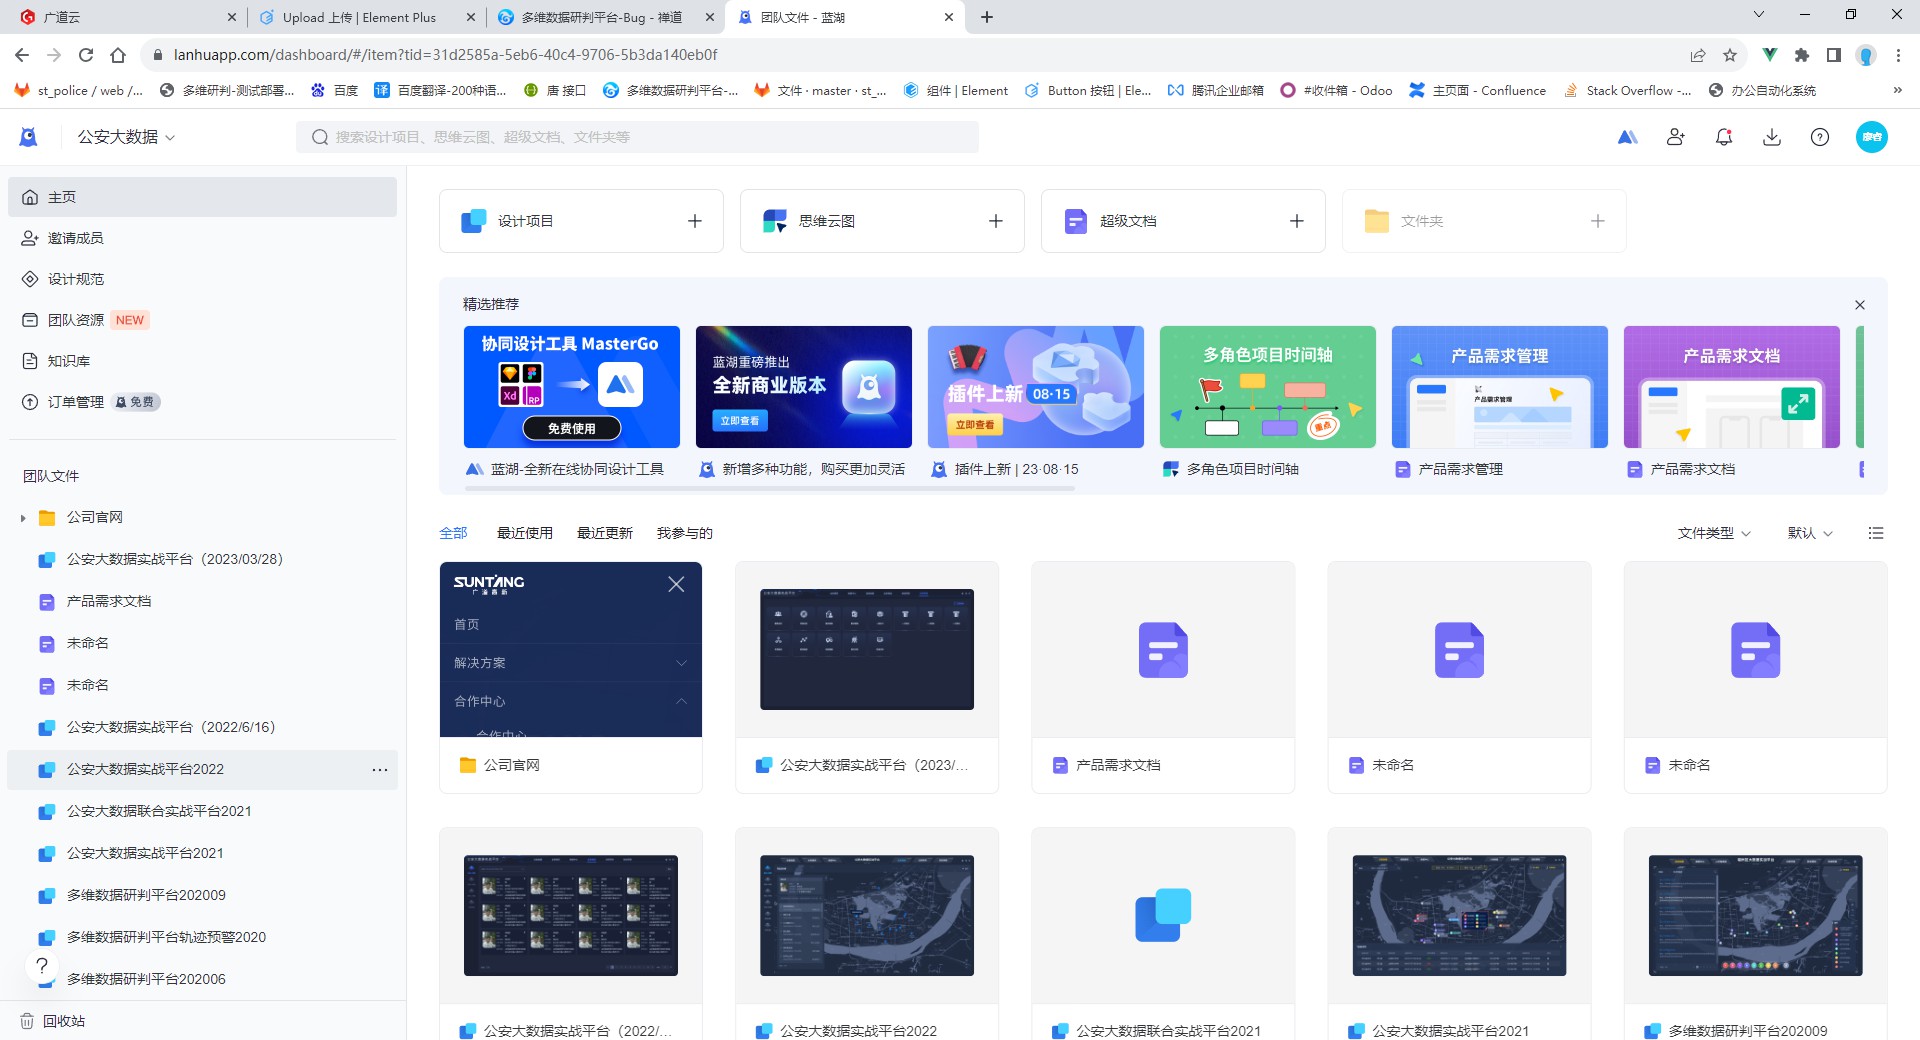 广道云
Upload 上传 | Element Plus
多维数据研判平台-Bug - 禅道
团队文件 - 蓝湖
lanhuapp.com/dashboard/#/item?tid=31d2585a-5eb6-40c4-9706-5b3da140eb0f
st_police / web /...
多维研判-测试部署...
百度
译
百度翻译-200种语...
唐 接口
多维数据研判平台-...
文件 · master · st_...
组件 | Element
Button 按钮 | Ele...
腾讯企业邮箱
#收件箱 - Odoo
主页面 - Confluence
Stack Overflow -...
办公自动化系统
公安大数据
搜索设计项目、思维云图、超级文档、文件夹等
主页
邀请成员
设计规范
团队资源 NEW
知识库
订单管理 免费
团队文件
公司官网
公安大数据实战平台（2023/03/28）
产品需求文档
未命名
未命名
公安大数据实战平台（2022/6/16）
公安大数据实战平台2022
公安大数据联合实战平台2021
公安大数据实战平台2021
多维数据研判平台202009
多维数据研判平台轨迹预警2020
多维数据研判平台202006
回收站
设计项目
思维云图
超级文档
文件夹
精选推荐
协同设计工具 MasterGo
Xd
RP
免费使用
蓝湖-全新在线协同设计工具
蓝湖重磅推出
全新商业版本
立即查看
新增多种功能，购买更加灵活
插件上新 08·15
立即查看
插件上新 | 23·08·15
多角色项目时间轴
重点
多角色项目时间轴
产品需求管理
产品需求管理
产品需求管理
产品需求文档
产品需求文档
全部
最近使用
最近更新
我参与的
文件类型
默认
SUNTANG
首页
解决方案
合作中心
合作中心
公司官网
公安大数据实战平台（2023/...
产品需求文档
未命名
未命名
公安大数据实战平台（2022/...
公安大数据实战平台2022
公安大数据联合实战平台2021
公安大数据实战平台2021
多维数据研判平台202009